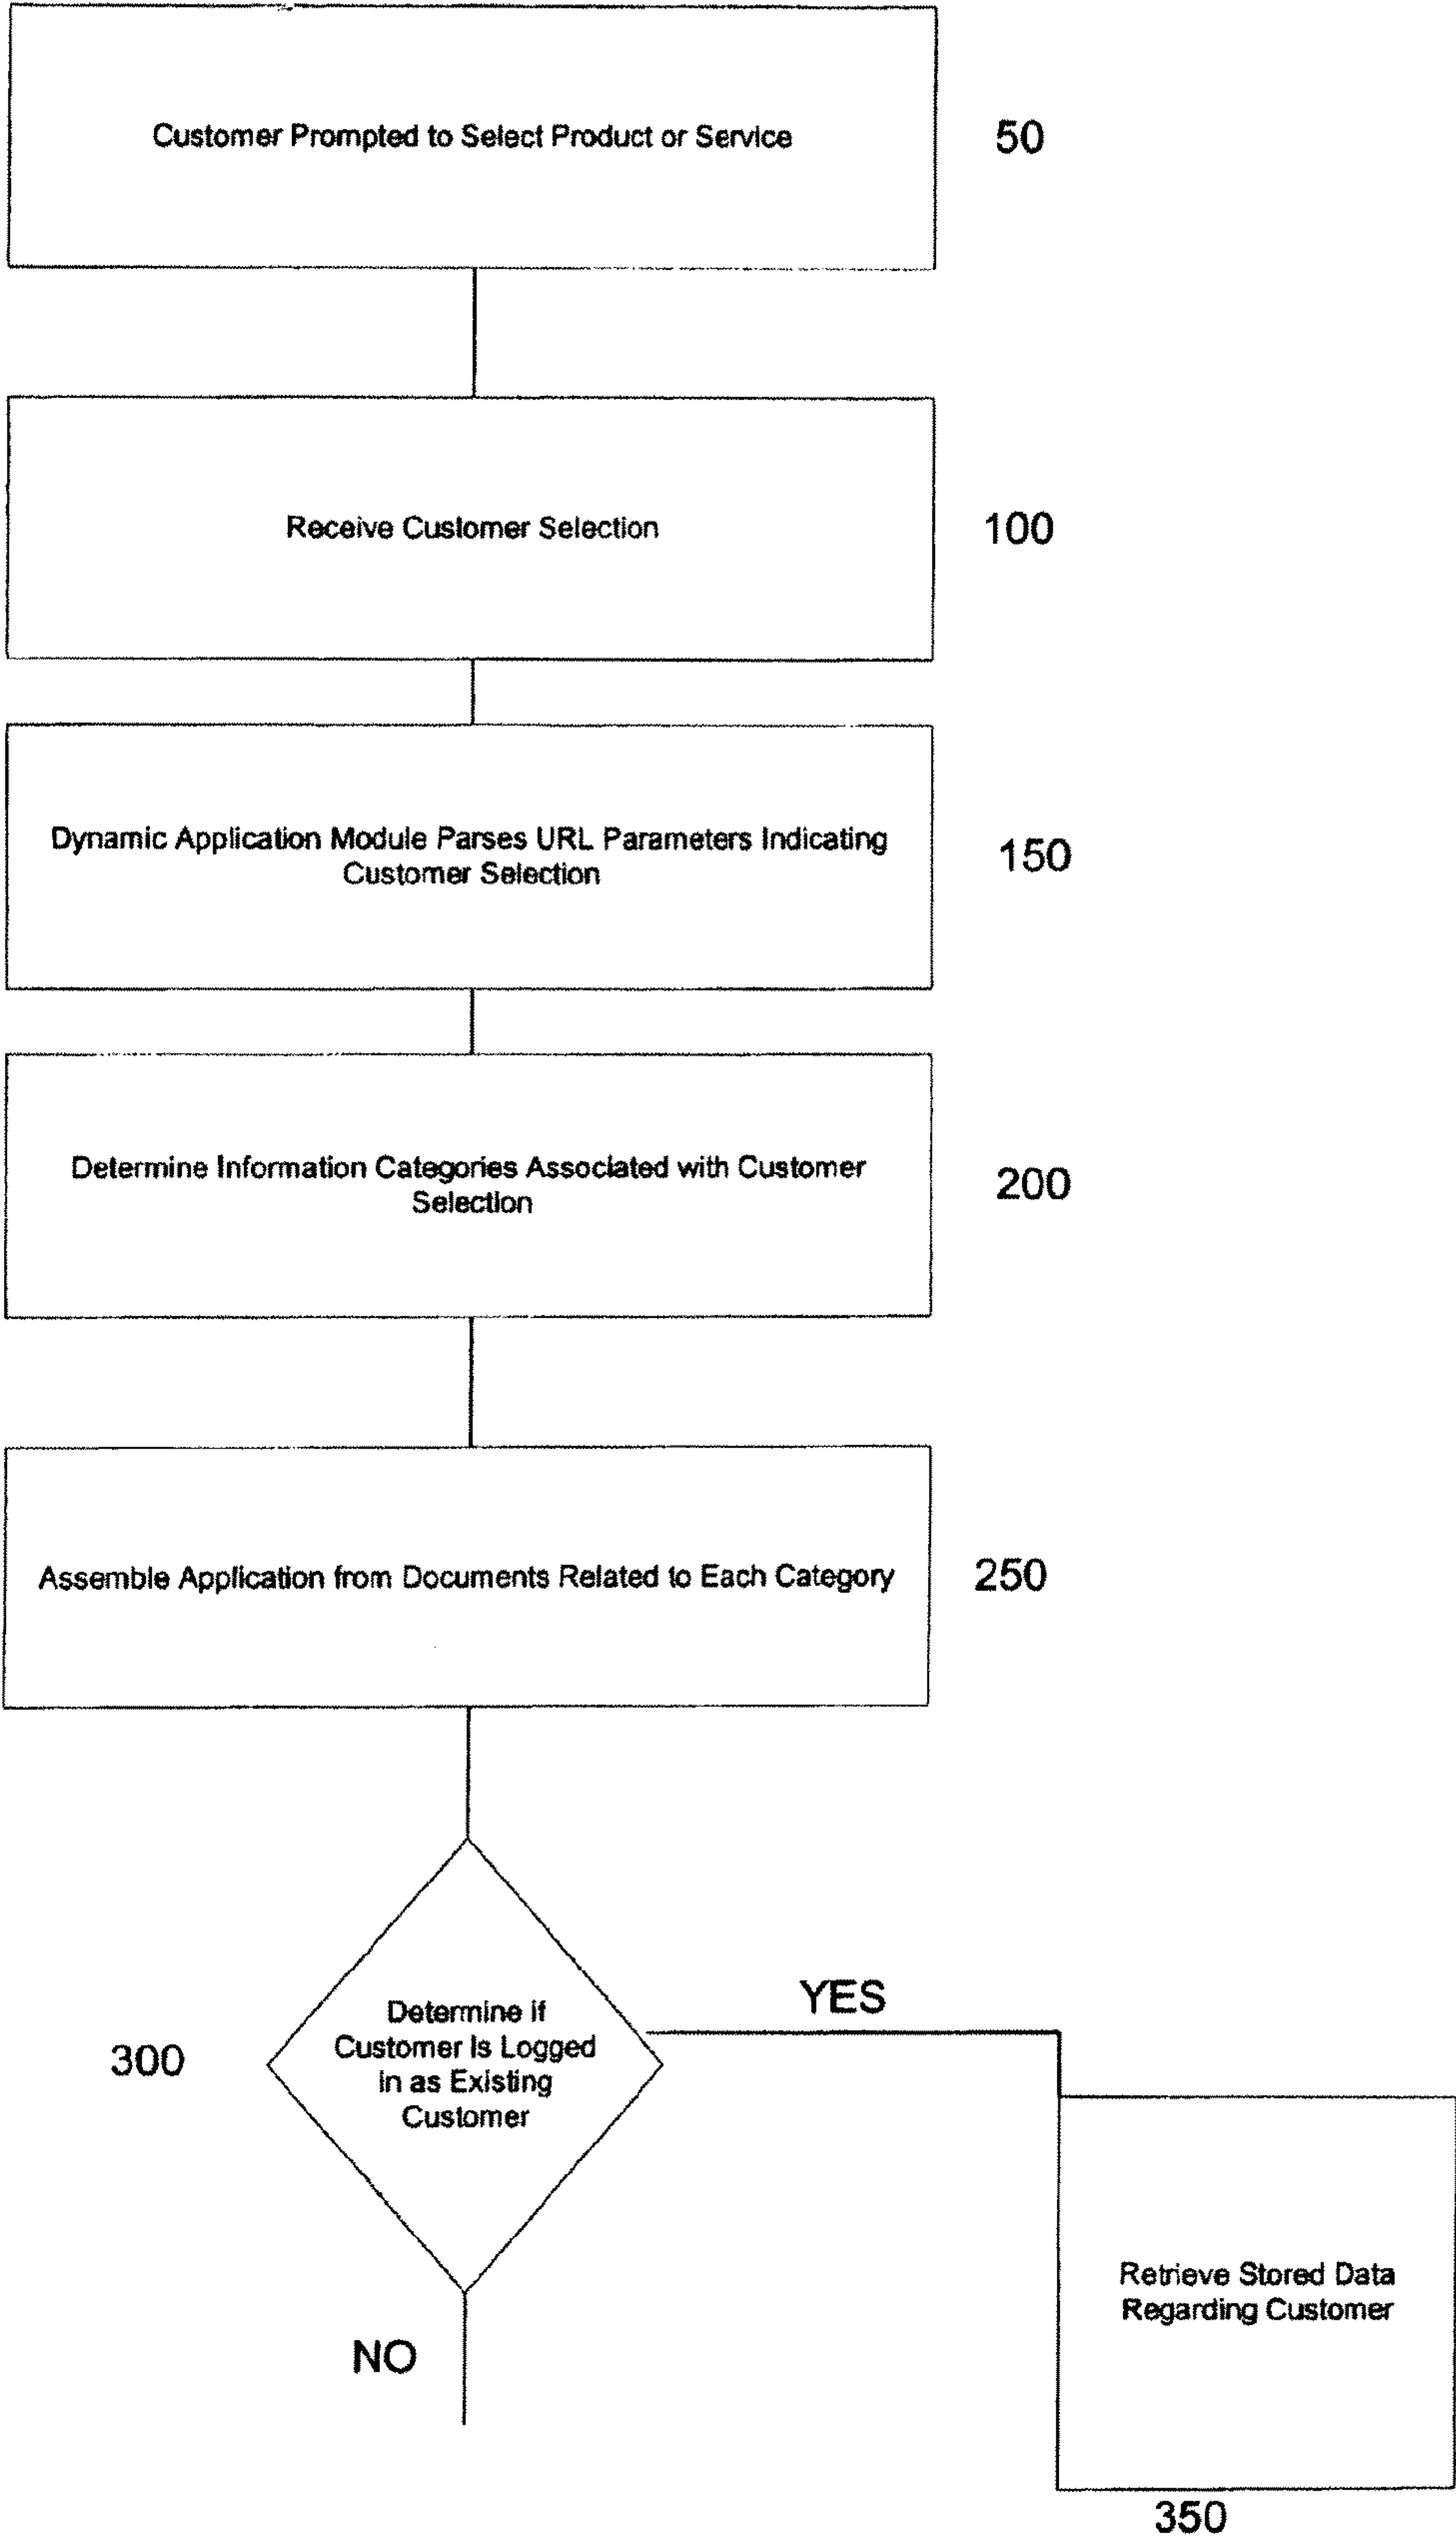 Customer Prompted to Select Product or Service
50
Receive Customer Selection
100
Dynamic Application Module Parses URL Parameters Indicating
Customer Selection
150
Determine Information Categories Associated with Customer
Selection
200
Assemble Application from Documents Related to Each Category
250
Determine if
Customer Is Logged
in as Existing
Customer
300
YES
NO
Retrieve Stored Data
Regarding Customer
350